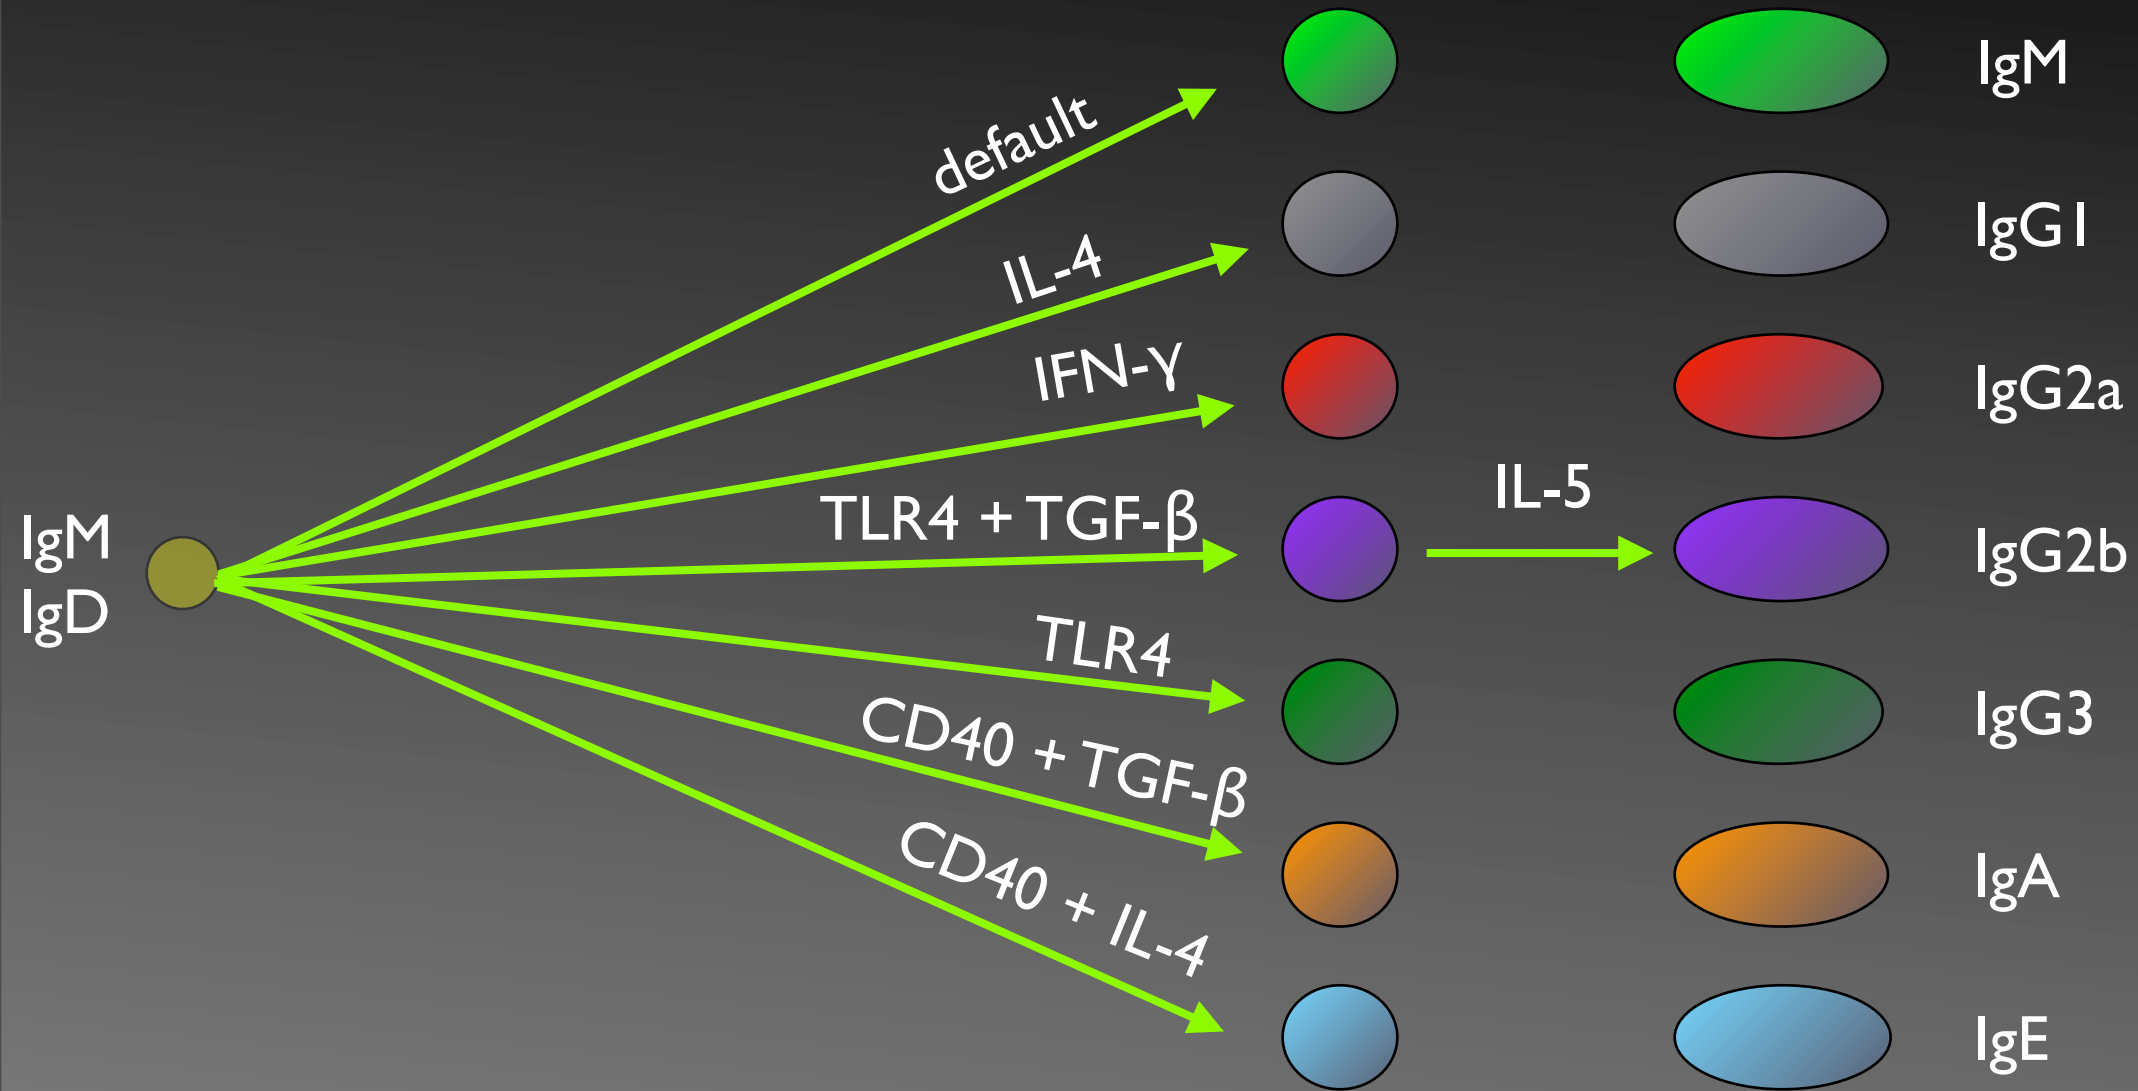 IgM
IgD
default
IL-4
IFN-γ
TLR4 + TGF-β
TLR4
CD40 + TGF-β
CD40 + IL-4
IL-5
IgM
IgG1
IgG2a
IgG2b
IgG3
IgA
IgE